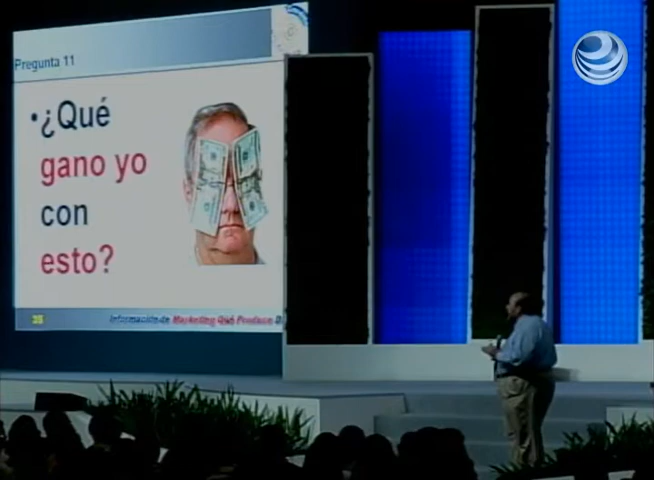 Pregunta 11
•¿Qué
gano yo
con
esto?
35
Información de Marketing Que Produce